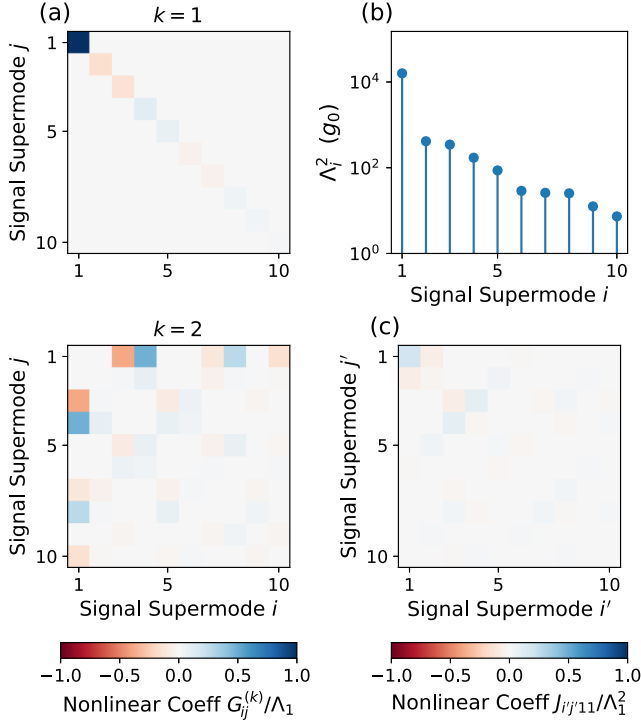 (a)
k = 1
Signal Supermode j
1
5
10
1
5
10
(b)
Λ_i^2 (g_0)
10^4
10^2
10^0
1
5
10
Signal Supermode i
k = 2
Signal Supermode j
1
5
10
1
5
10
Signal Supermode i
(c)
Signal Supermode j′
1
5
10
1
5
10
Signal Supermode i′
−1.0 −0.5 0.0 0.5 1.0
Nonlinear Coeff G_{ij}^{(k)}/Λ_1
−1.0 −0.5 0.0 0.5 1.0
Nonlinear Coeff J_{i′j′11}/Λ_1^2